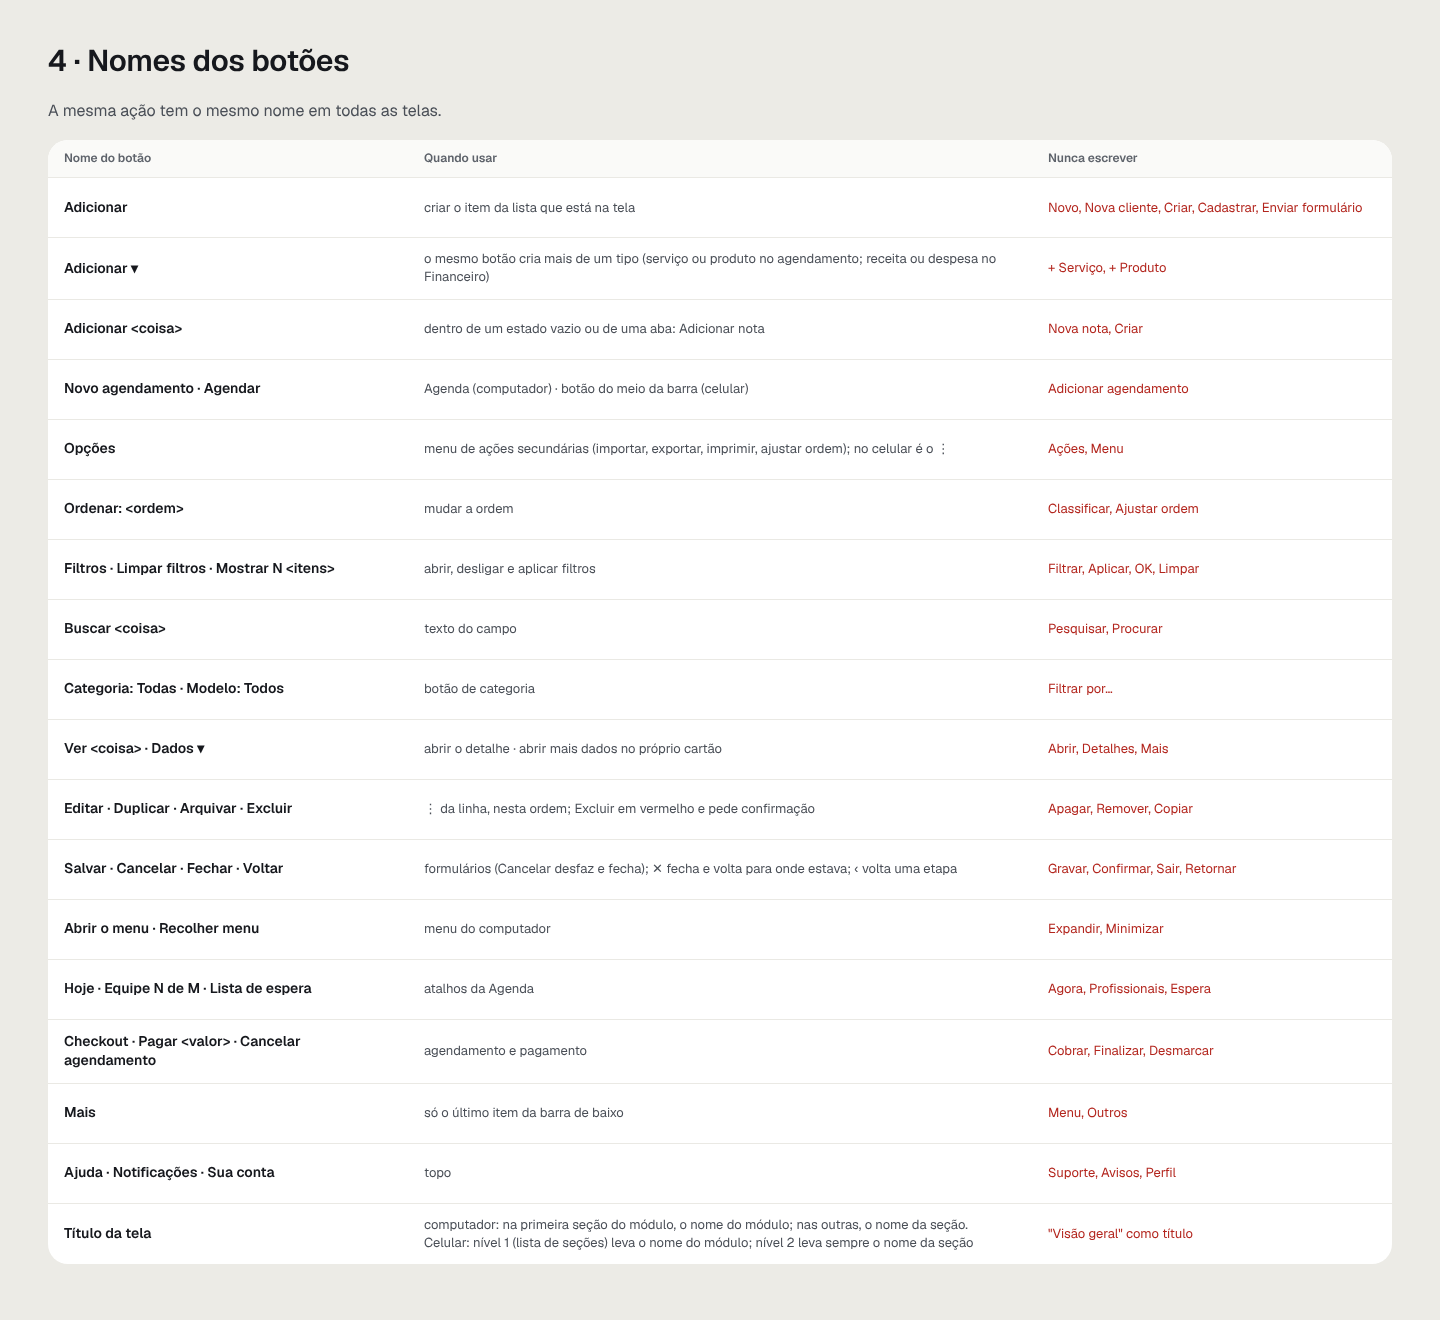 4 · Nomes dos botões
A mesma ação tem o mesmo nome em todas as telas.
Nome do botão Quando usar Nunca escrever
Adicionar criar o item da lista que está na tela Novo, Nova cliente, Criar, Cadastrar, Enviar formulário
Adicionar ▾ o mesmo botão cria mais de um tipo (serviço ou produto no agendamento; receita ou despesa no
Financeiro) + Serviço, + Produto
Adicionar <coisa> dentro de um estado vazio ou de uma aba: Adicionar nota Nova nota, Criar
Novo agendamento · Agendar Agenda (computador) · botão do meio da barra (celular) Adicionar agendamento
Opções menu de ações secundárias (importar, exportar, imprimir, ajustar ordem); no celular é o ⋮ Ações, Menu
Ordenar: <ordem> mudar a ordem Classificar, Ajustar ordem
Filtros · Limpar filtros · Mostrar N <itens> abrir, desligar e aplicar filtros Filtrar, Aplicar, OK, Limpar
Buscar <coisa> texto do campo Pesquisar, Procurar
Categoria: Todas · Modelo: Todos botão de categoria Filtrar por…
Ver <coisa> · Dados ▾ abrir o detalhe · abrir mais dados no próprio cartão Abrir, Detalhes, Mais
Editar · Duplicar · Arquivar · Excluir ⋮ da linha, nesta ordem; Excluir em vermelho e pede confirmação Apagar, Remover, Copiar
Salvar · Cancelar · Fechar · Voltar formulários (Cancelar desfaz e fecha); ✕ fecha e volta para onde estava; ‹ volta uma etapa Gravar, Confirmar, Sair, Retornar
Abrir o menu · Recolher menu menu do computador Expandir, Minimizar
Hoje · Equipe N de M · Lista de espera atalhos da Agenda Agora, Profissionais, Espera
Checkout · Pagar <valor> · Cancelar
agendamento agendamento e pagamento Cobrar, Finalizar, Desmarcar
Mais só o último item da barra de baixo Menu, Outros
Ajuda · Notificações · Sua conta topo Suporte, Avisos, Perfil
Título da tela computador: na primeira seção do módulo, o nome do módulo; nas outras, o nome da seção.
Celular: nível 1 (lista de seções) leva o nome do módulo; nível 2 leva sempre o nome da seção "Visão geral" como título